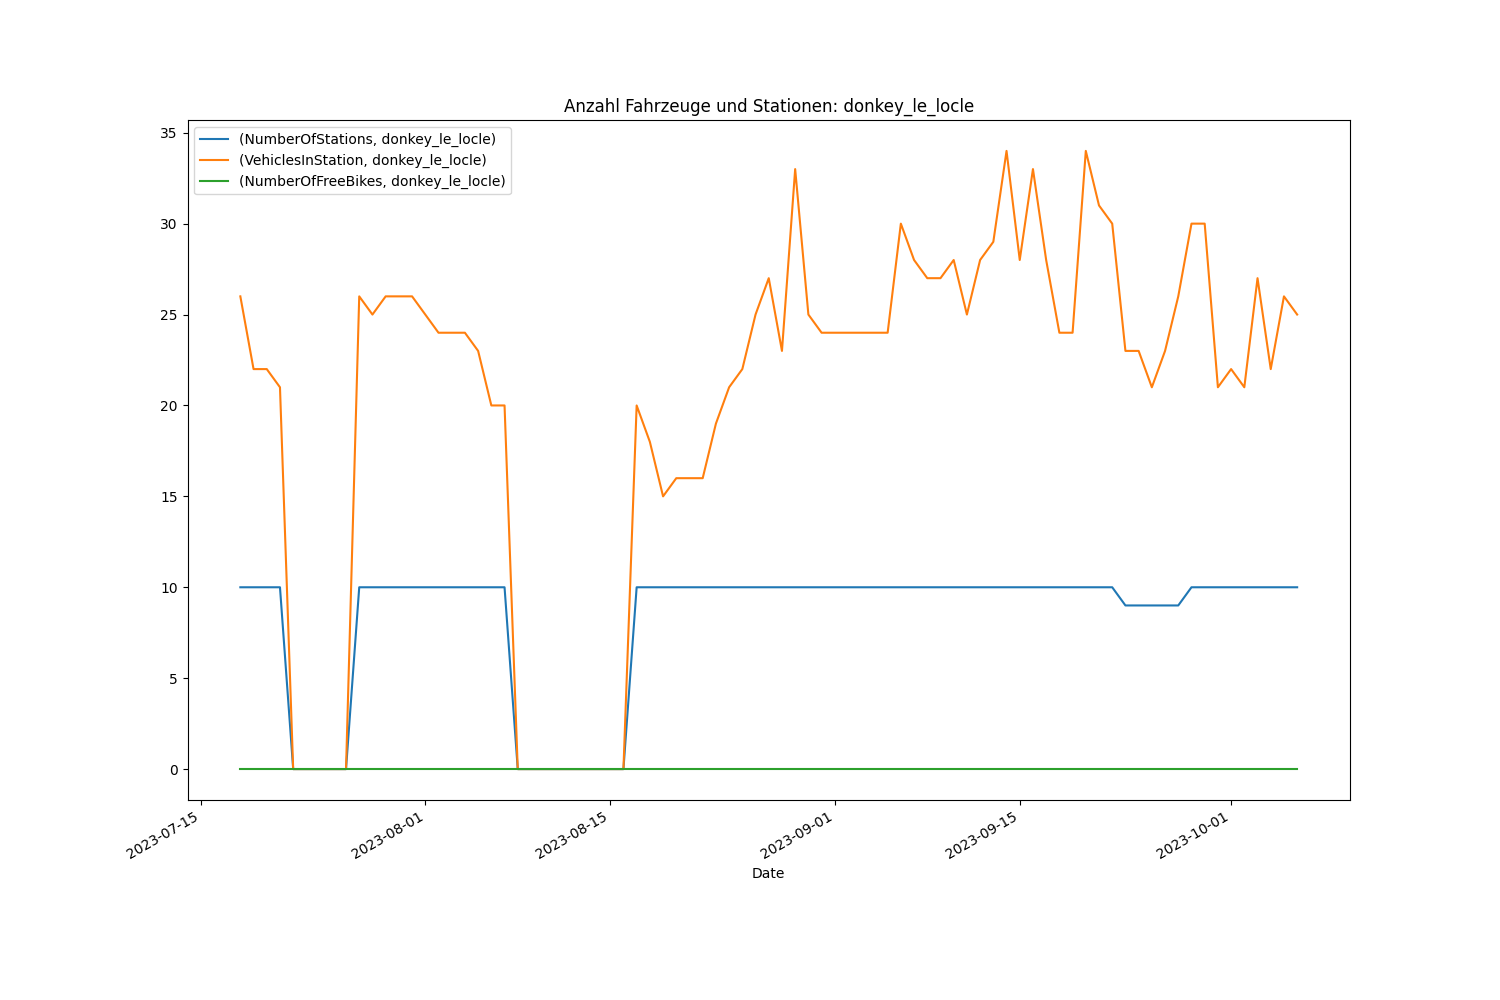 Anzahl Fahrzeuge und Stationen: donkey_le_locle
(NumberOfStations, donkey_le_locle)
(VehiclesInStation, donkey_le_locle)
(NumberOfFreeBikes, donkey_le_locle)
35
30
25
20
15
10
5
0
2023-07-15
2023-08-01
2023-08-15
2023-09-01
2023-09-15
2023-10-01
Date